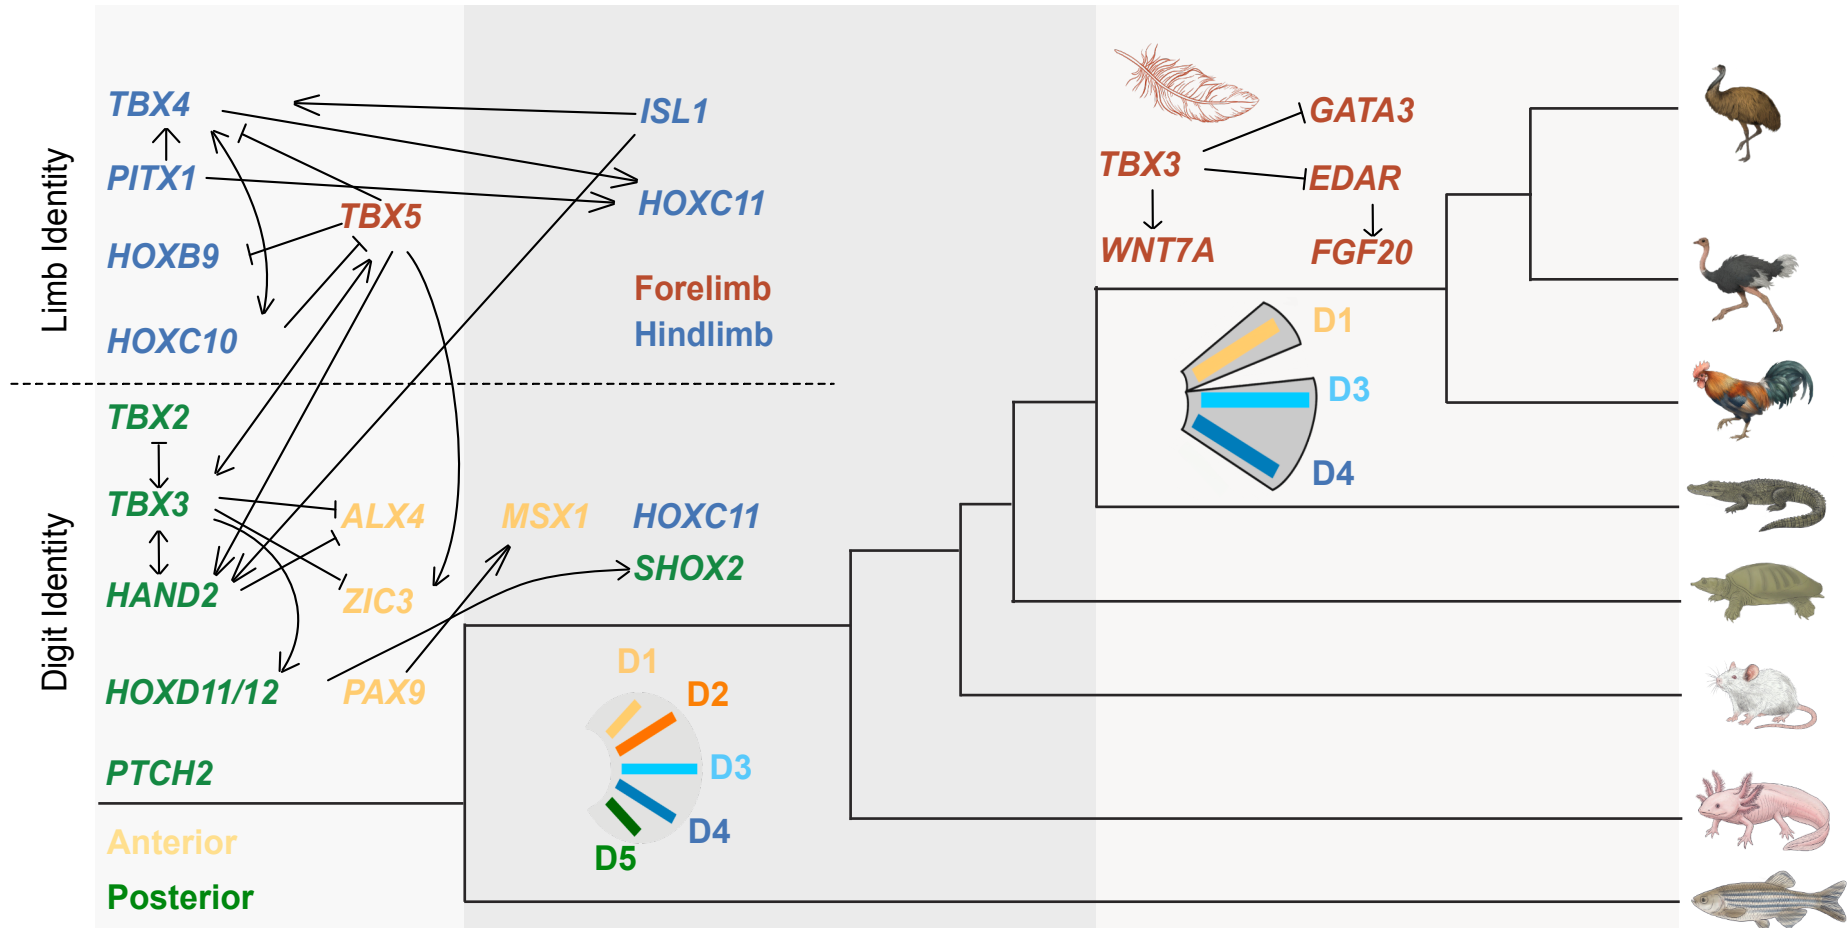 Limb Identity
TBX4
PITX1
HOXB9
HOXC10
TBX5
ISL1
HOXC11
Forelimb
Hindlimb
GATA3
TBX3
EDAR
WNT7A
FGF20
D1
D3
D4
Digit Identity
TBX2
TBX3
HAND2
HOXD11/12
PTCH2
ALX4
ZIC3
PAX9
MSX1
HOXC11
SHOX2
D1
D2
D3
D4
D5
Anterior
Posterior